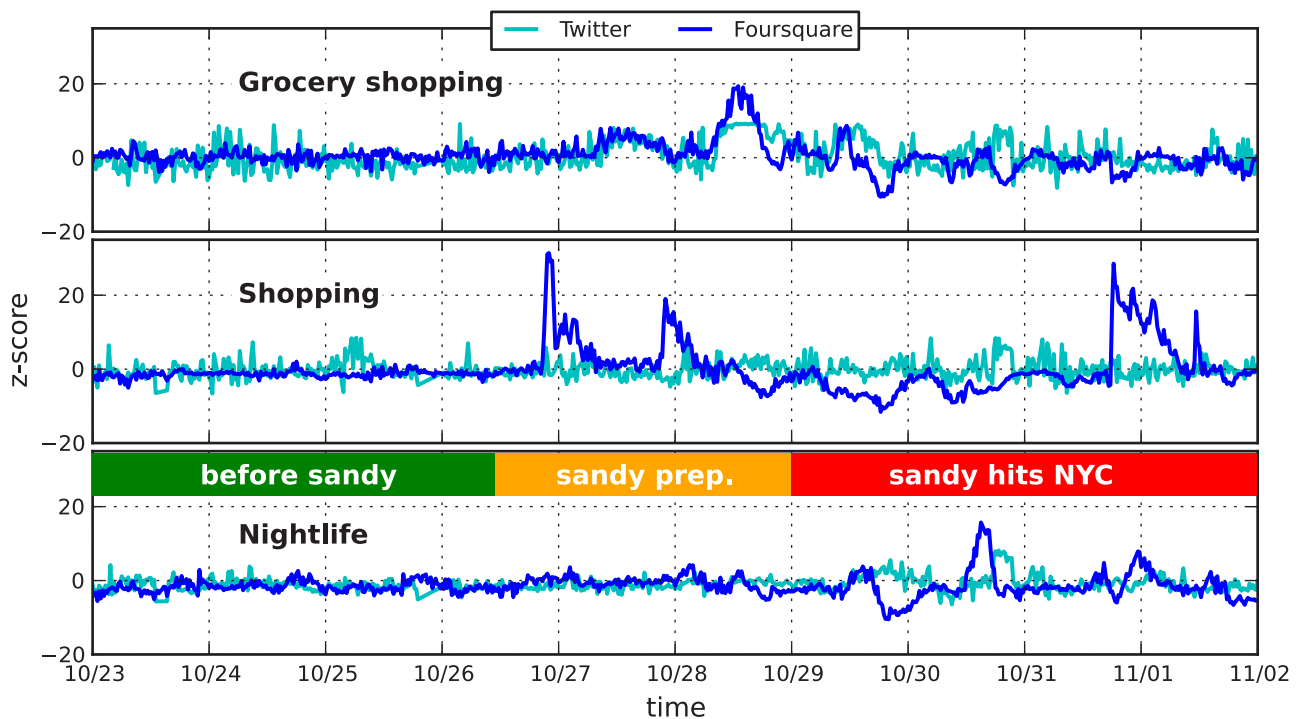 Twitter Foursquare
Grocery shopping
20
0
−20
Shopping
20
0
−20
z-score
before sandy sandy prep. sandy hits NYC
Nightlife
20
0
−20
10/23 10/24 10/25 10/26 10/27 10/28 10/29 10/30 10/31 11/01 11/02
time